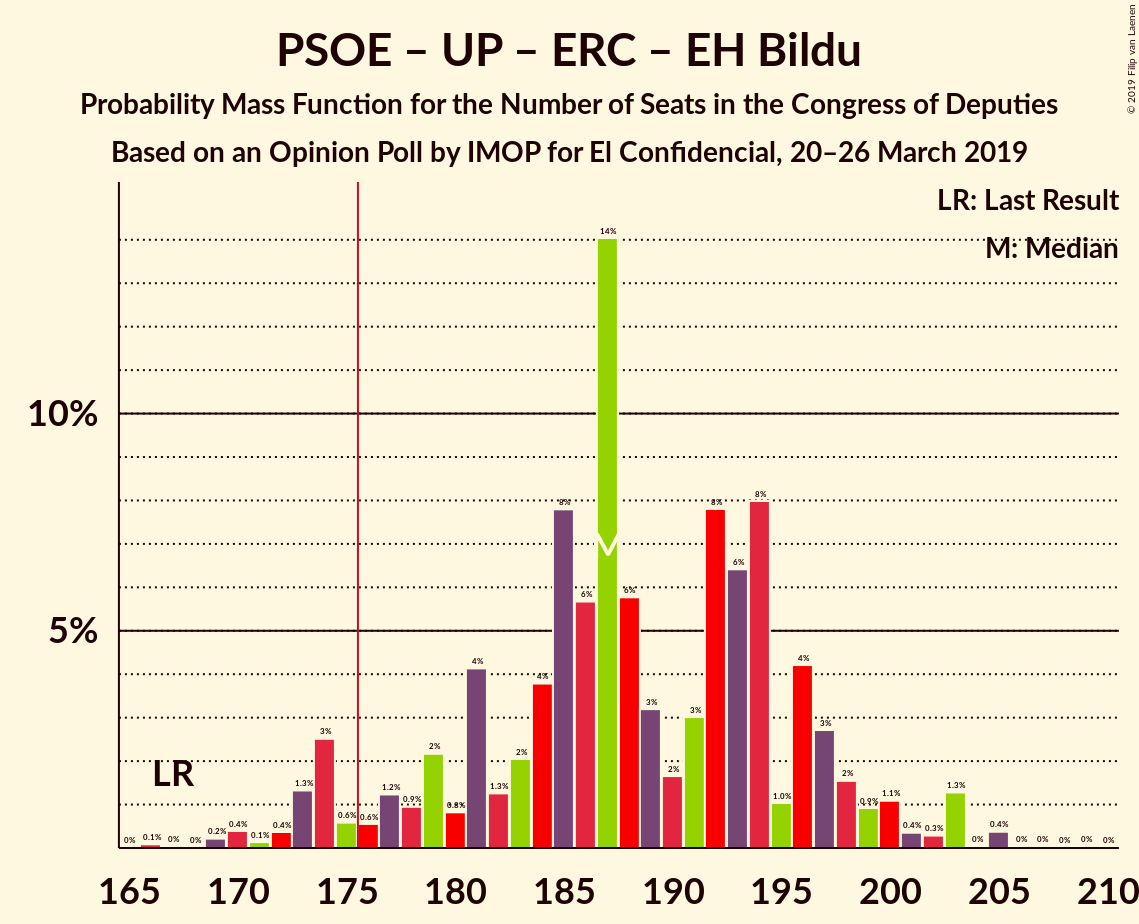 PSOE – UP – ERC – EH Bildu
Probability Mass Function for the Number of Seats in the Congress of Deputies
Based on an Opinion Poll by IMOP for El Confidencial, 20–26 March 2019
© 2019 Filip van Laenen
LR: Last Result
M: Median
10%
5%
LR
0% 0.1% 0% 0% 0.2% 0.4% 0.1% 0.4% 1.3% 3% 0.6% 0.6% 1.2% 0.9% 2% 0.8% 4% 1.3% 2% 4% 8% 6% 14% 6% 3% 2% 3% 8% 6% 8% 1.0% 4% 3% 2% 0.9% 1.1% 0.4% 0.3% 1.3% 0% 0.4% 0% 0% 0% 0% 0%
165 170 175 180 185 190 195 200 205 210